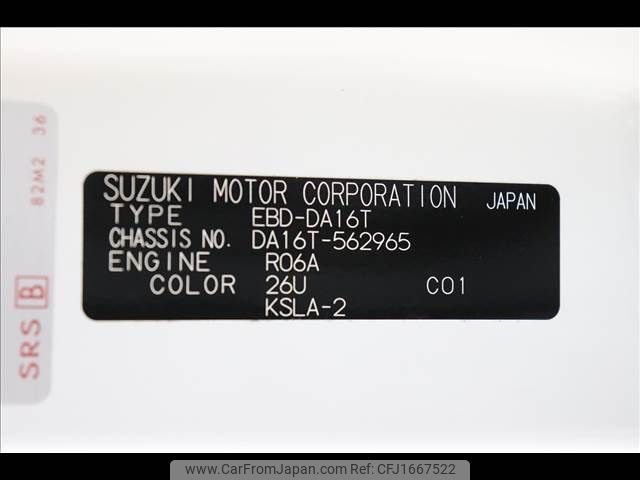 SUZUKI MOTOR CORPORATION JAPAN
TYPE EBD-DA16T
CHASSIS NO. DA16T-562965
ENGINE R06A
COLOR 26U C01
KSLA-2
SRS B
82M2 36
www.CarFromJapan.com CFJ1667522